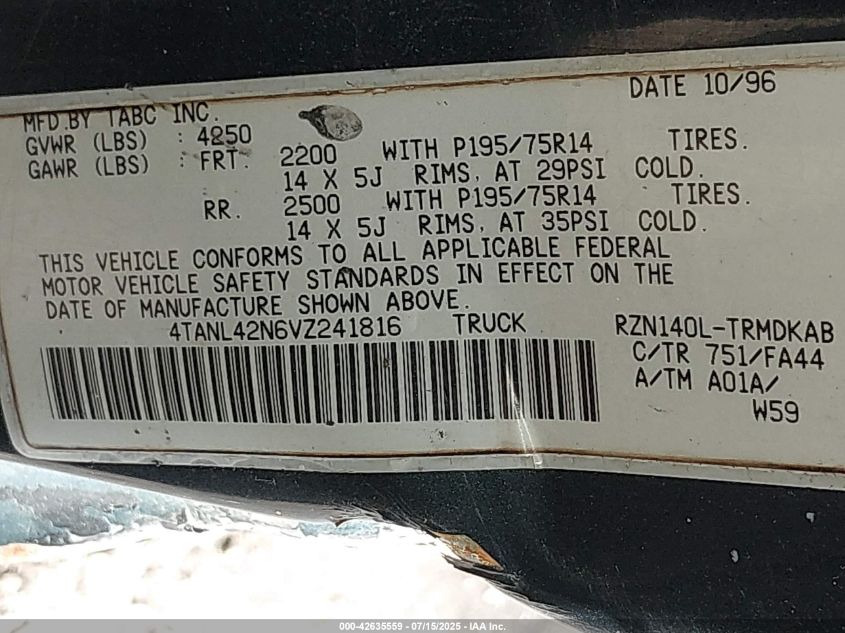 DATE 10/96
MFD.BY TABC INC.
GVWR (LBS) : 4250
GAWR (LBS) : FRT. 2200 WITH P195/75R14 TIRES.
14 X 5J RIMS, AT 29PSI COLD.
RR. 2500 WITH P195/75R14 TIRES.
14 X 5J RIMS, AT 35PSI COLD.
THIS VEHICLE CONFORMS TO ALL APPLICABLE FEDERAL
MOTOR VEHICLE SAFETY STANDARDS IN EFFECT ON THE
DATE OF MANUFACTURE SHOWN ABOVE.
4TANL42N6VZ241816 TRUCK RZN140L-TRMDKAB
C/TR 751/FA44
A/TM A01A/
W59
000-42635559 - 07/15/2025 - IAA Inc.